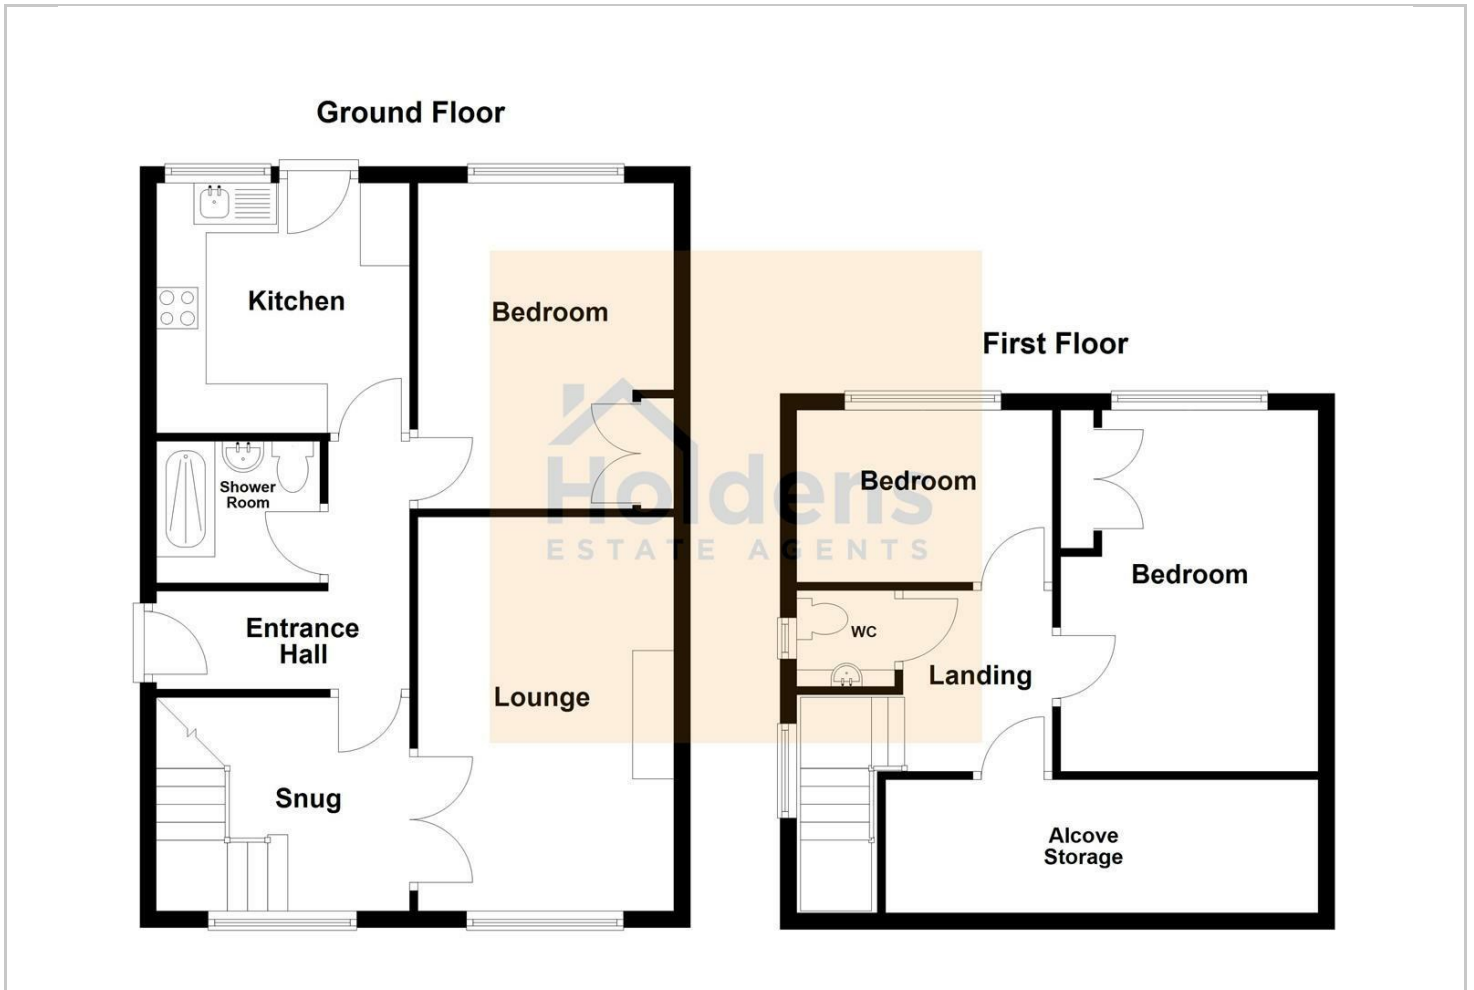 Ground Floor
Kitchen
Bedroom
Shower
Room
Entrance
Hall
Lounge
Snug
First Floor
Bedroom
Bedroom
WC
Landing
Alcove
Storage
Holdens
ESTATE AGENTS